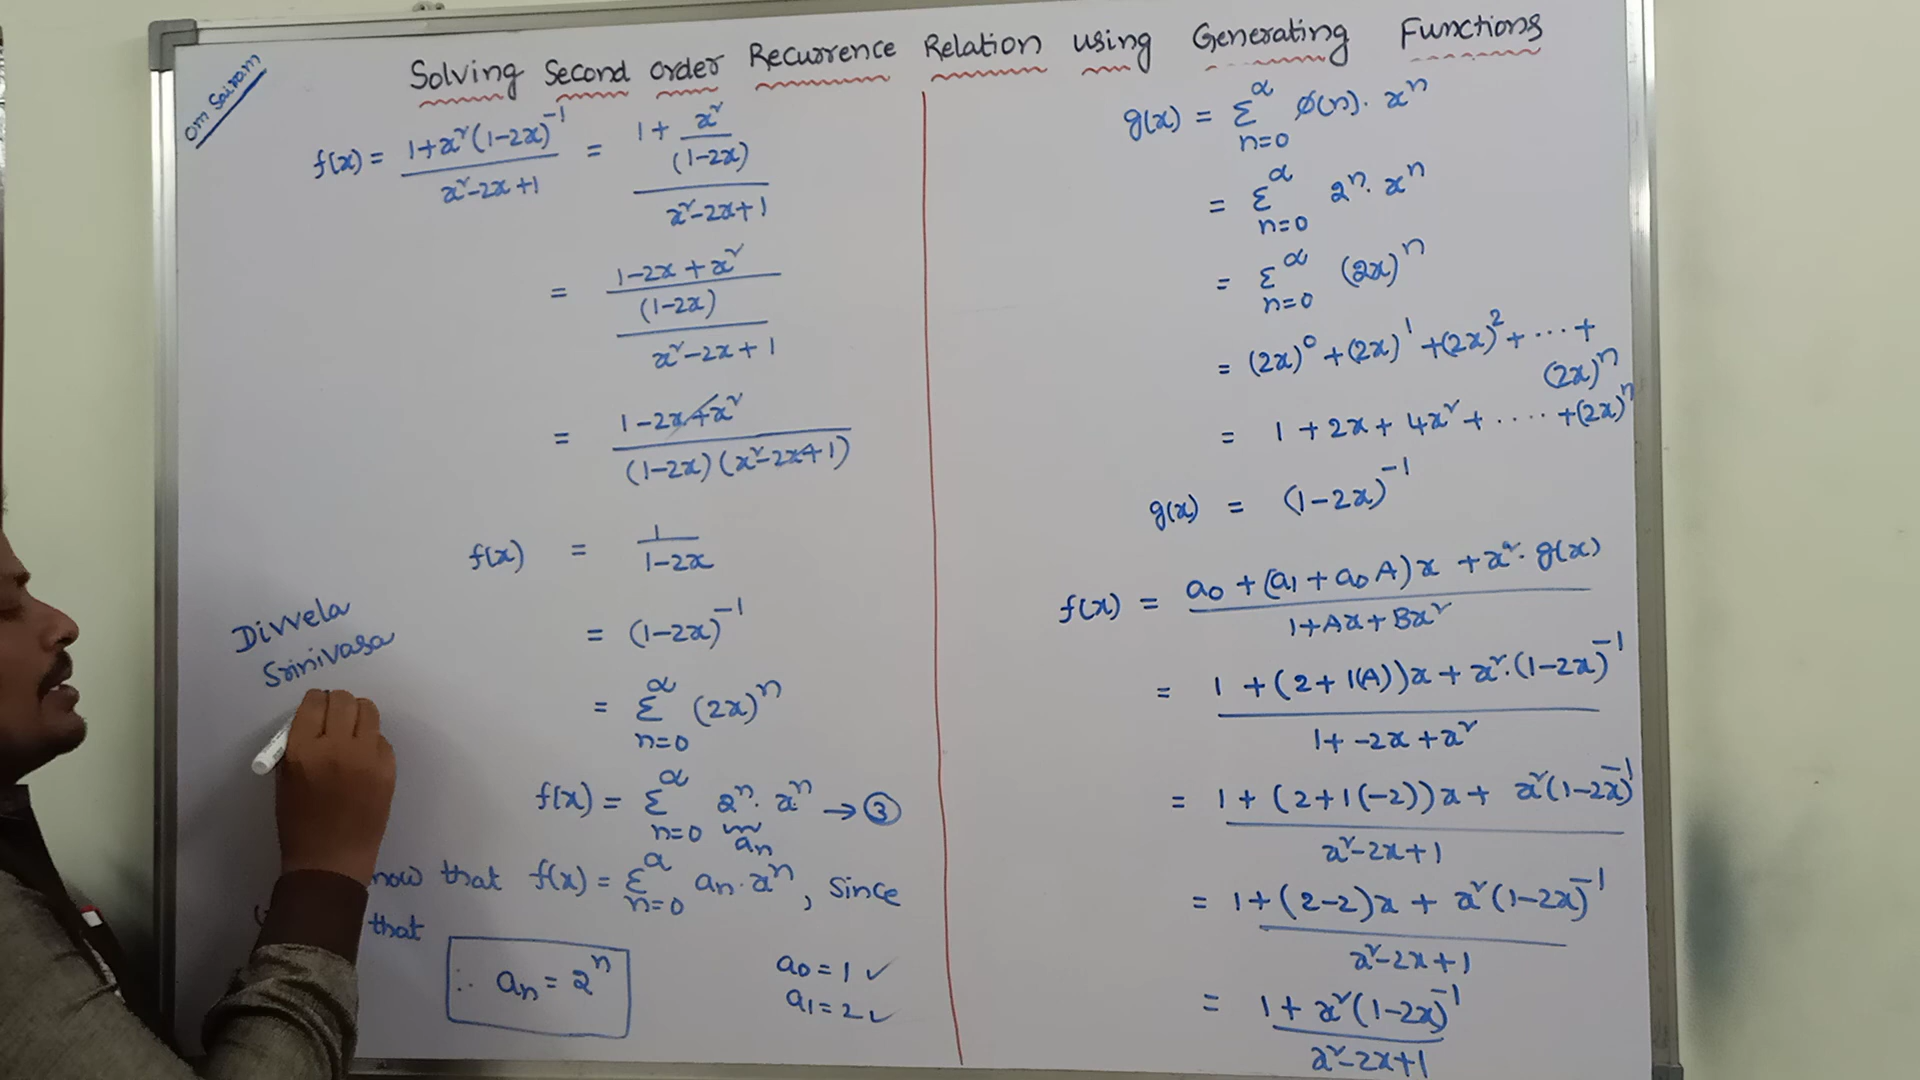 Solving Second order Recurrence Relation using Generating Functions
Om Sairam
f(x) = 1+x²(1-2x)⁻¹ / x²-2x+1 = 1 + x²/(1-2x) / x²-2x+1
= 1-2x+x² / (1-2x) / x²-2x+1
= 1-2x+x² / (1-2x)(x²-2x+1)
f(x) = 1 / 1-2x
= (1-2x)⁻¹
= Σ^α_{n=0} (2x)ⁿ
f(x) = Σ^α_{n=0} 2ⁿ. xⁿ → ③
aₙ
now that f(x) = Σ^α_{n=0} aₙ.xⁿ, since
that
∴ aₙ = 2ⁿ
a₀ = 1 ✓
a₁ = 2 ✓
Divvela
Srinivasa
g(x) = Σ^α_{n=0} ϕ(n). xⁿ
= Σ^α_{n=0} 2ⁿ. xⁿ
= Σ^α_{n=0} (2x)ⁿ
= (2x)⁰ + (2x)¹ + (2x)² + ... +
(2x)ⁿ
= 1 + 2x + 4x² + .... + (2x)ⁿ
g(x) = (1-2x)⁻¹
f(x) = a₀ + (a₁ + a₀A)x + x². g(x) / 1+Ax+Bx²
= 1 + (2+1(A))x + x².(1-2x)⁻¹ / 1+-2x+x²
= 1 + (2+1(-2))x + x²(1-2x)⁻¹ / x²-2x+1
= 1+(2-2)x + x²(1-2x)⁻¹ / x²-2x+1
= 1+x²(1-2x)⁻¹ / x²-2x+1